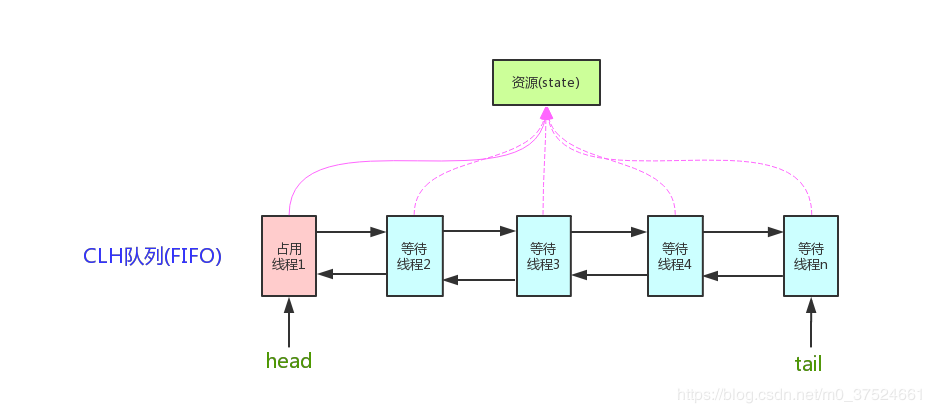 资源(state)
CLH队列(FIFO)
占用
线程1
等待
线程2
等待
线程3
等待
线程4
等待
线程n
head
tail
https://blog.csdn.net/m0_37524661